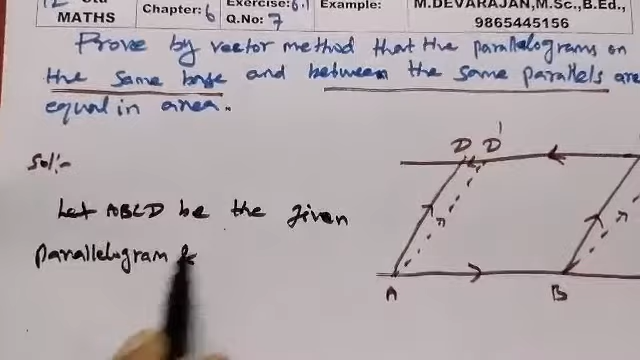 12 Std
MATHS
Chapter: 6
Exercise: 6.1
Q.No: 7
Example:
M.DEVARAJAN,M.Sc.,B.Ed.,
9865445156
Prove by vector method that the parallelograms on
the same base and between the same parallels are
equal in area.
Sol:-
Let ABCD be the given
parallelogram &
D D'
A B